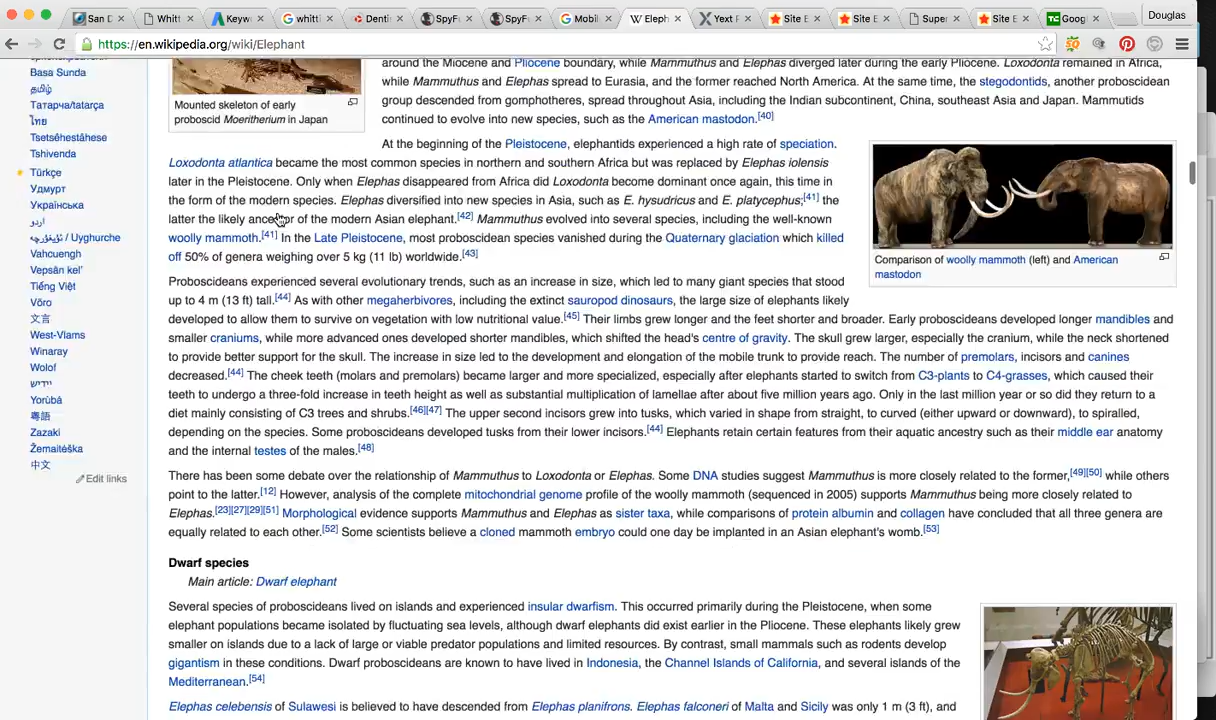 San D
Whitt
Keyw
whitti
Denti
SpyF
SpyF
Mobil
Eleph
Yext F
Site E
Site E
Super
Site E
Goog
Douglas
https://en.wikipedia.org/wiki/Elephant
Basa Sunda
தமிழ்
Татарча/tatarça
ไทย
Tsetsêhestâhese
Tshivenda
Türkçe
Удмурт
Українська
اردو
ئۇيغۇرچە / Uyghurche
Vahcuengh
Vepsän kel'
Tiếng Việt
Võro
文言
West-Vlams
Winaray
Wolof
ייִדיש
Yorùbá
粵語
Zazaki
Žemaitėška
中文
Edit links
Mounted skeleton of early
proboscid Moeritherium in Japan
around the Miocene and Pliocene boundary, while Mammuthus and Elephas diverged later during the early Pliocene. Loxodonta remained in Africa,
while Mammuthus and Elephas spread to Eurasia, and the former reached North America. At the same time, the stegodontids, another proboscidean
group descended from gomphotheres, spread throughout Asia, including the Indian subcontinent, China, southeast Asia and Japan. Mammutids
continued to evolve into new species, such as the American mastodon.[40]
At the beginning of the Pleistocene, elephantids experienced a high rate of speciation.
Loxodonta atlantica became the most common species in northern and southern Africa but was replaced by Elephas iolensis
later in the Pleistocene. Only when Elephas disappeared from Africa did Loxodonta become dominant once again, this time in
the form of the modern species. Elephas diversified into new species in Asia, such as E. hysudricus and E. platycephus;[41] the
latter the likely ancestor of the modern Asian elephant.[42] Mammuthus evolved into several species, including the well-known
woolly mammoth.[41] In the Late Pleistocene, most proboscidean species vanished during the Quaternary glaciation which killed
off 50% of genera weighing over 5 kg (11 lb) worldwide.[43]
Comparison of woolly mammoth (left) and American
mastodon
Proboscideans experienced several evolutionary trends, such as an increase in size, which led to many giant species that stood
up to 4 m (13 ft) tall.[44] As with other megaherbivores, including the extinct sauropod dinosaurs, the large size of elephants likely
developed to allow them to survive on vegetation with low nutritional value.[45] Their limbs grew longer and the feet shorter and broader. Early proboscideans developed longer mandibles and
smaller craniums, while more advanced ones developed shorter mandibles, which shifted the head's centre of gravity. The skull grew larger, especially the cranium, while the neck shortened
to provide better support for the skull. The increase in size led to the development and elongation of the mobile trunk to provide reach. The number of premolars, incisors and canines
decreased.[44] The cheek teeth (molars and premolars) became larger and more specialized, especially after elephants started to switch from C3-plants to C4-grasses, which caused their
teeth to undergo a three-fold increase in teeth height as well as substantial multiplication of lamellae after about five million years ago. Only in the last million year or so did they return to a
diet mainly consisting of C3 trees and shrubs.[46][47] The upper second incisors grew into tusks, which varied in shape from straight, to curved (either upward or downward), to spiralled,
depending on the species. Some proboscideans developed tusks from their lower incisors.[44] Elephants retain certain features from their aquatic ancestry such as their middle ear anatomy
and the internal testes of the males.[48]
There has been some debate over the relationship of Mammuthus to Loxodonta or Elephas. Some DNA studies suggest Mammuthus is more closely related to the former,[49][50] while others
point to the latter.[12] However, analysis of the complete mitochondrial genome profile of the woolly mammoth (sequenced in 2005) supports Mammuthus being more closely related to
Elephas.[23][27][29][51] Morphological evidence supports Mammuthus and Elephas as sister taxa, while comparisons of protein albumin and collagen have concluded that all three genera are
equally related to each other.[52] Some scientists believe a cloned mammoth embryo could one day be implanted in an Asian elephant's womb.[53]
Dwarf species
Main article: Dwarf elephant
Several species of proboscideans lived on islands and experienced insular dwarfism. This occurred primarily during the Pleistocene, when some
elephant populations became isolated by fluctuating sea levels, although dwarf elephants did exist earlier in the Pliocene. These elephants likely grew
smaller on islands due to a lack of large or viable predator populations and limited resources. By contrast, small mammals such as rodents develop
gigantism in these conditions. Dwarf proboscideans are known to have lived in Indonesia, the Channel Islands of California, and several islands of the
Mediterranean.[54]
Elephas celebensis of Sulawesi is believed to have descended from Elephas planifrons. Elephas falconeri of Malta and Sicily was only 1 m (3 ft), and